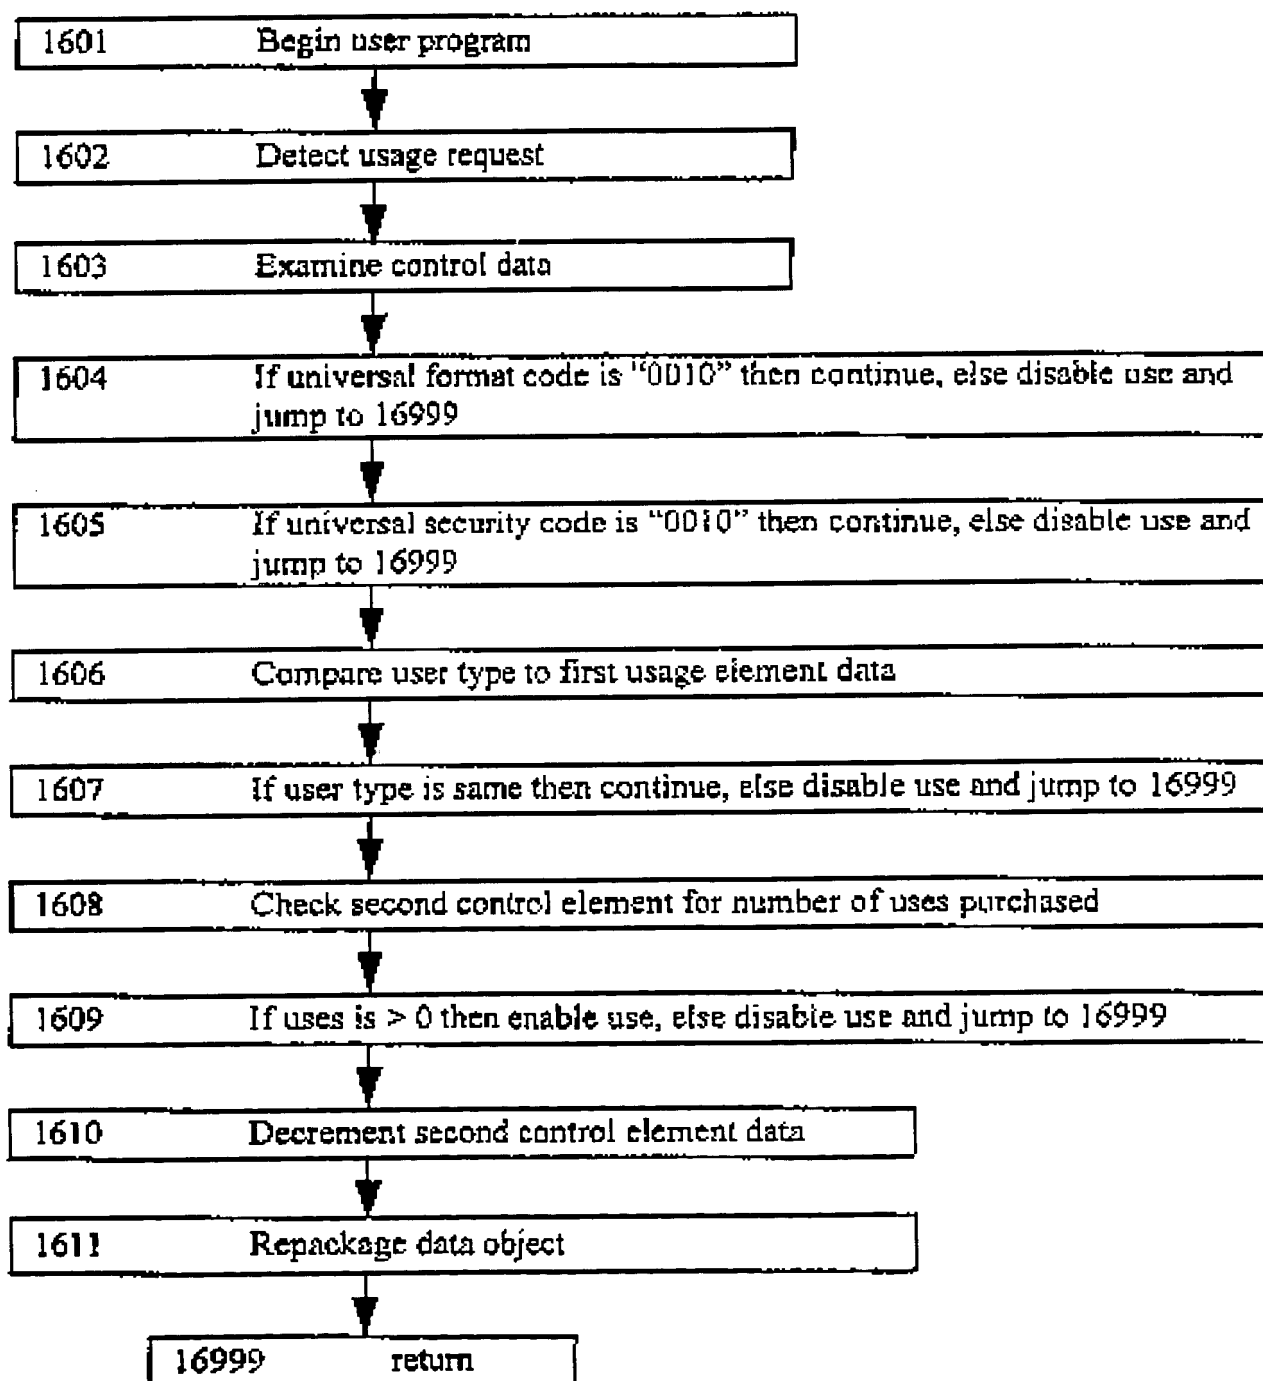 1601 Begin user program
1602 Detect usage request
1603 Examine control data
1604 If universal format code is "0010" then continue, else disable use and
jump to 16999
1605 If universal security code is "0010" then continue, else disable use and
jump to 16999
1606 Compare user type to first usage element data
1607 If user type is same then continue, else disable use and jump to 16999
1608 Check second control element for number of uses purchased
1609 If uses is > 0 then enable use, else disable use and jump to 16999
1610 Decrement second control element data
1611 Repackage data object
16999 return